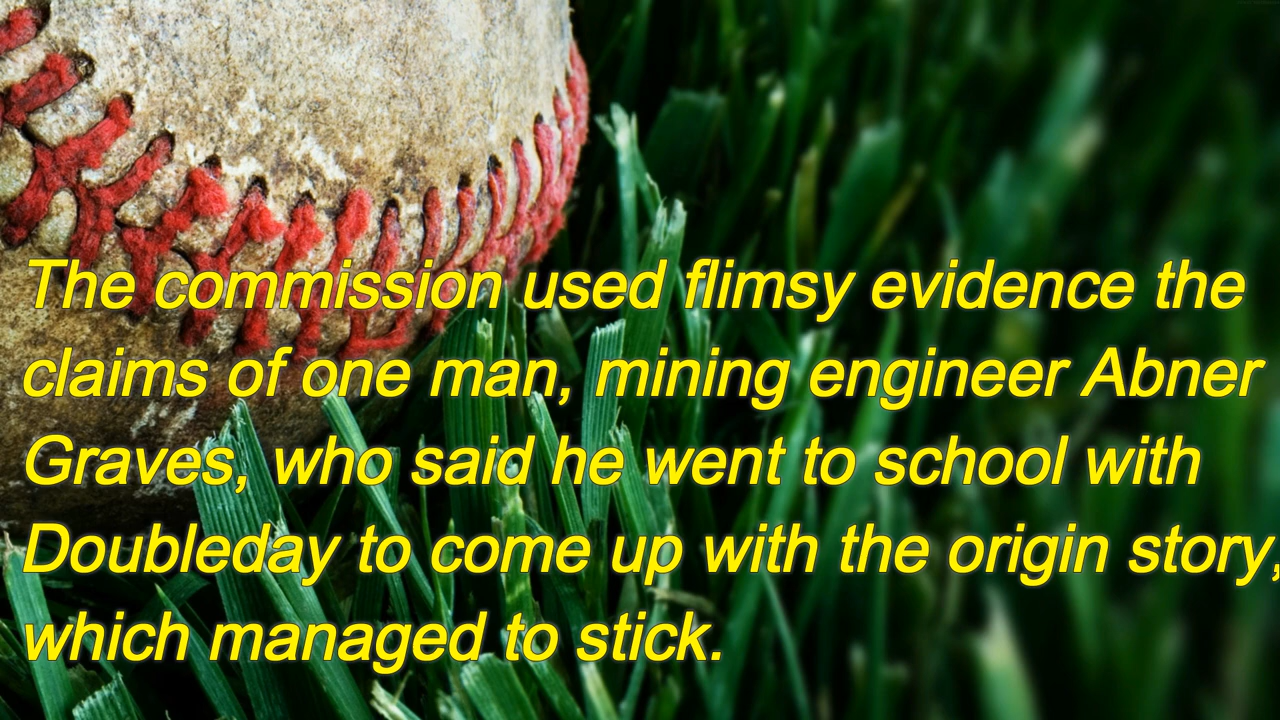 The commission used flimsy evidence the
claims of one man, mining engineer Abner
Graves, who said he went to school with
Doubleday to come up with the origin story,
which managed to stick.